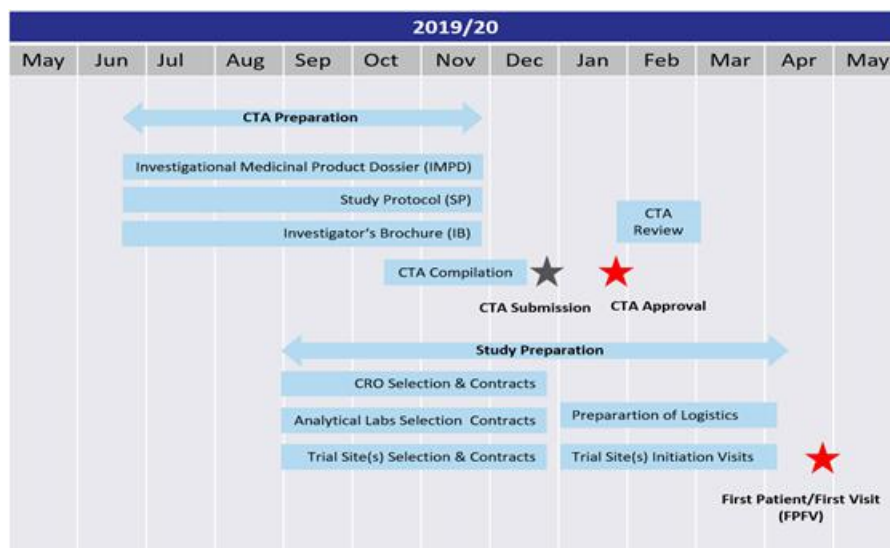 2019/20
May Jun Jul Aug Sep Oct Nov Dec Jan Feb Mar Apr May
CTA Preparation
Investigational Medicinal Product Dossier (IMPD)
Study Protocol (SP)
Investigator's Brochure (IB)
CTA
Review
CTA Compilation
CTA Submission
CTA Approval
Study Preparation
CRO Selection & Contracts
Analytical Labs Selection Contracts
Preparartion of Logistics
Trial Site(s) Selection & Contracts
Trial Site(s) Initiation Visits
First Patient/First Visit
(FPFV)